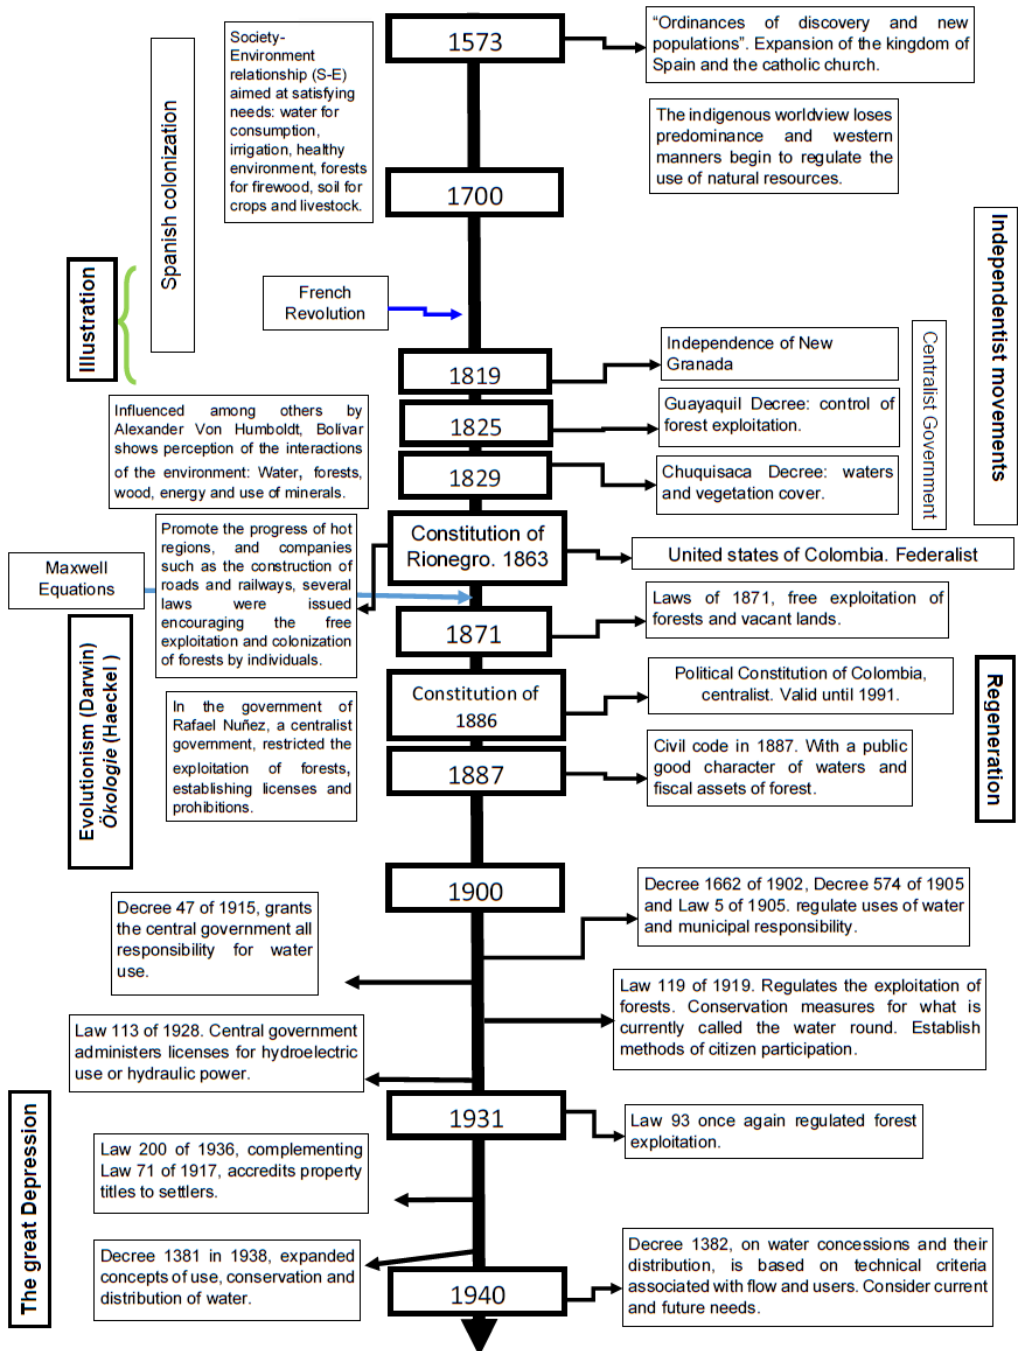 1573
“Ordinances of discovery and new
populations”. Expansion of the kingdom of
Spain and the catholic church.
Society-
Environment
relationship (S-E)
aimed at satisfying
needs: water for
consumption,
irrigation, healthy
environment, forests
for firewood, soil for
crops and livestock.
Spanish colonization
The indigenous worldview loses
predominance and western
manners begin to regulate the
use of natural resources.
1700
Illustration
French
Revolution
Independentist movements
Centralist Government
1819
Independence of New
Granada
1825
Guayaquil Decree: control of
forest exploitation.
Influenced among others by
Alexander Von Humboldt, Bolívar
shows perception of the interactions
of the environment: Water, forests,
wood, energy and use of minerals.
1829
Chuquisaca Decree: waters
and vegetation cover.
Constitution of
Rionegro. 1863
United states of Colombia. Federalist
Promote the progress of hot
regions, and companies
such as the construction of
roads and railways, several
laws were issued
encouraging the free
exploitation and colonization
of forests by individuals.
Maxwell
Equations
1871
Laws of 1871, free exploitation of
forests and vacant lands.
Evolutionism (Darwin)
Ökologie (Haeckel )
Constitution of
1886
Political Constitution of Colombia,
centralist. Valid until 1991.
Regeneration
In the government of
Rafael Nuñez, a centralist
government, restricted the
exploitation of forests,
establishing licenses and
prohibitions.
1887
Civil code in 1887. With a public
good character of waters and
fiscal assets of forest.
1900
Decree 1662 of 1902, Decree 574 of 1905
and Law 5 of 1905. regulate uses of water
and municipal responsibility.
Decree 47 of 1915, grants
the central government all
responsibility for water
use.
Law 119 of 1919. Regulates the exploitation of
forests. Conservation measures for what is
currently called the water round. Establish
methods of citizen participation.
Law 113 of 1928. Central government
administers licenses for hydroelectric
use or hydraulic power.
1931
Law 93 once again regulated forest
exploitation.
The great Depression
Law 200 of 1936, complementing
Law 71 of 1917, accredits property
titles to settlers.
Decree 1381 in 1938, expanded
concepts of use, conservation and
distribution of water.
1940
Decree 1382, on water concessions and their
distribution, is based on technical criteria
associated with flow and users. Consider current
and future needs.